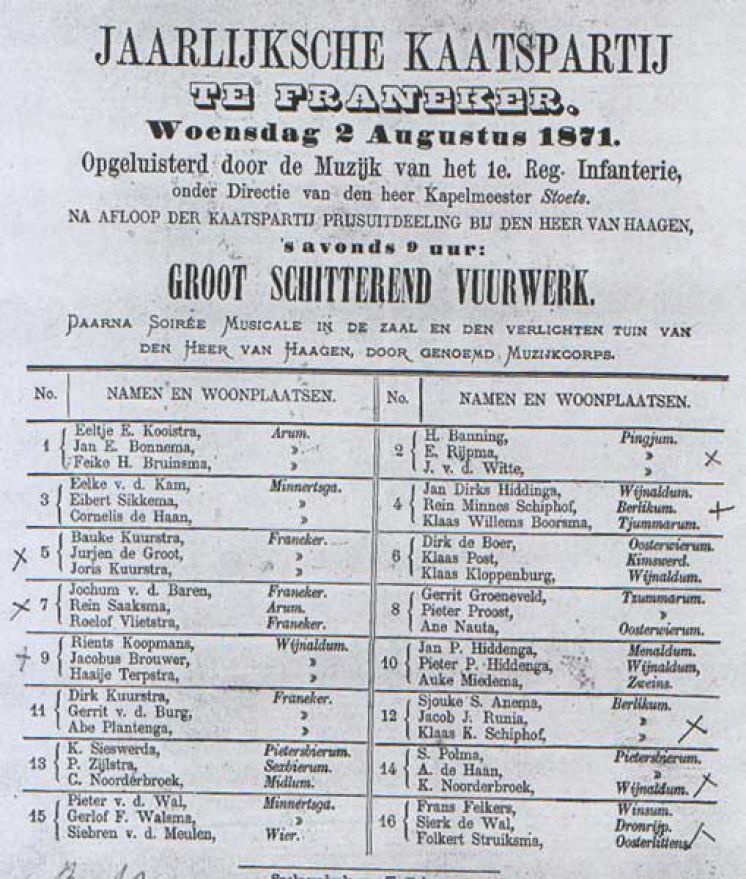 JAARLIJKSCHE KAATSPARTIJ
TE FRANEKER.
Woensdag 2 Augustus 1871.
Opgeluisterd door de Muzijk van het 1e. Reg. Infanterie,
onder Directie van den heer Kapelmeester Stoets.
NA AFLOOP DER KAATSPARTIJ PRIJSUITDEELING BIJ DEN HEER VAN HAAGEN,
's avonds 9 uur:
GROOT SCHITTEREND VUURWERK.
DAARNA SOIRÉE MUSICALE IN DE ZAAL EN DEN VERLICHTEN TUIN VAN
DEN HEER VAN HAAGEN, DOOR GENOEMD MUZIJKCORPS.
No. NAMEN EN WOONPLAATSEN. No. NAMEN EN WOONPLAATSEN.
1 Eeltje E. Kooistra, Arum.
Jan E. Bonnema, »
Feike H. Bruinsma, »
2 H. Banning, Pingjum.
E. Rijpma, »
J. v. d. Witte, »
3 Eelke v. d. Kam, Minnertsga.
Eibert Sikkema, »
Cornelis de Haan, »
4 Jan Dirks Hiddinga, Wijnaldum.
Rein Minnes Schiphof, Berlikum.
Klaas Willems Boorsma, Tjummarum.
5 Bauke Kuurstra, Franeker.
Jurjen de Groot, »
Joris Kuurstra, »
6 Dirk de Boer, Oosterwierum.
Klaas Post, Kimswerd.
Klaas Kloppenburg, Wijnaldum.
7 Jochum v. d. Baren, Franeker.
Rein Saaksma, Arum.
Roelof Vlietstra, Franeker.
8 Gerrit Groeneveld, Tzummarum.
Pieter Proost, »
Ane Nauta, Oosterwierum.
9 Rients Koopmans, Wijnaldum.
Jacobus Brouwer, »
Haaije Terpstra, »
10 Jan P. Hiddenga, Menaldum.
Pieter P. Hiddenga, Wijnaldum,
Auke Miedema, Zweins.
11 Dirk Kuurstra, Franeker.
Gerrit v. d. Burg, »
Abe Plantenga, »
12 Sjouke S. Anema, Berlikum.
Jacob J. Runia, »
Klaas K. Schiphof, »
13 K. Sieswerda, Pietersbierum.
P. Zijlstra, Sexbierum.
C. Noorderbroek, Midlum.
14 S. Polma, Pietersbierum.
A. de Haan, »
K. Noorderbroek, Wijnaldum.
15 Pieter v. d. Wal, Minnertsga.
Gerlof F. Walsma, »
Siebren v. d. Meulen, Wier.
16 Frans Felkers, Winsum.
Sierk de Wal, Dronrijp.
Folkert Struiksma, Oosterlittens.